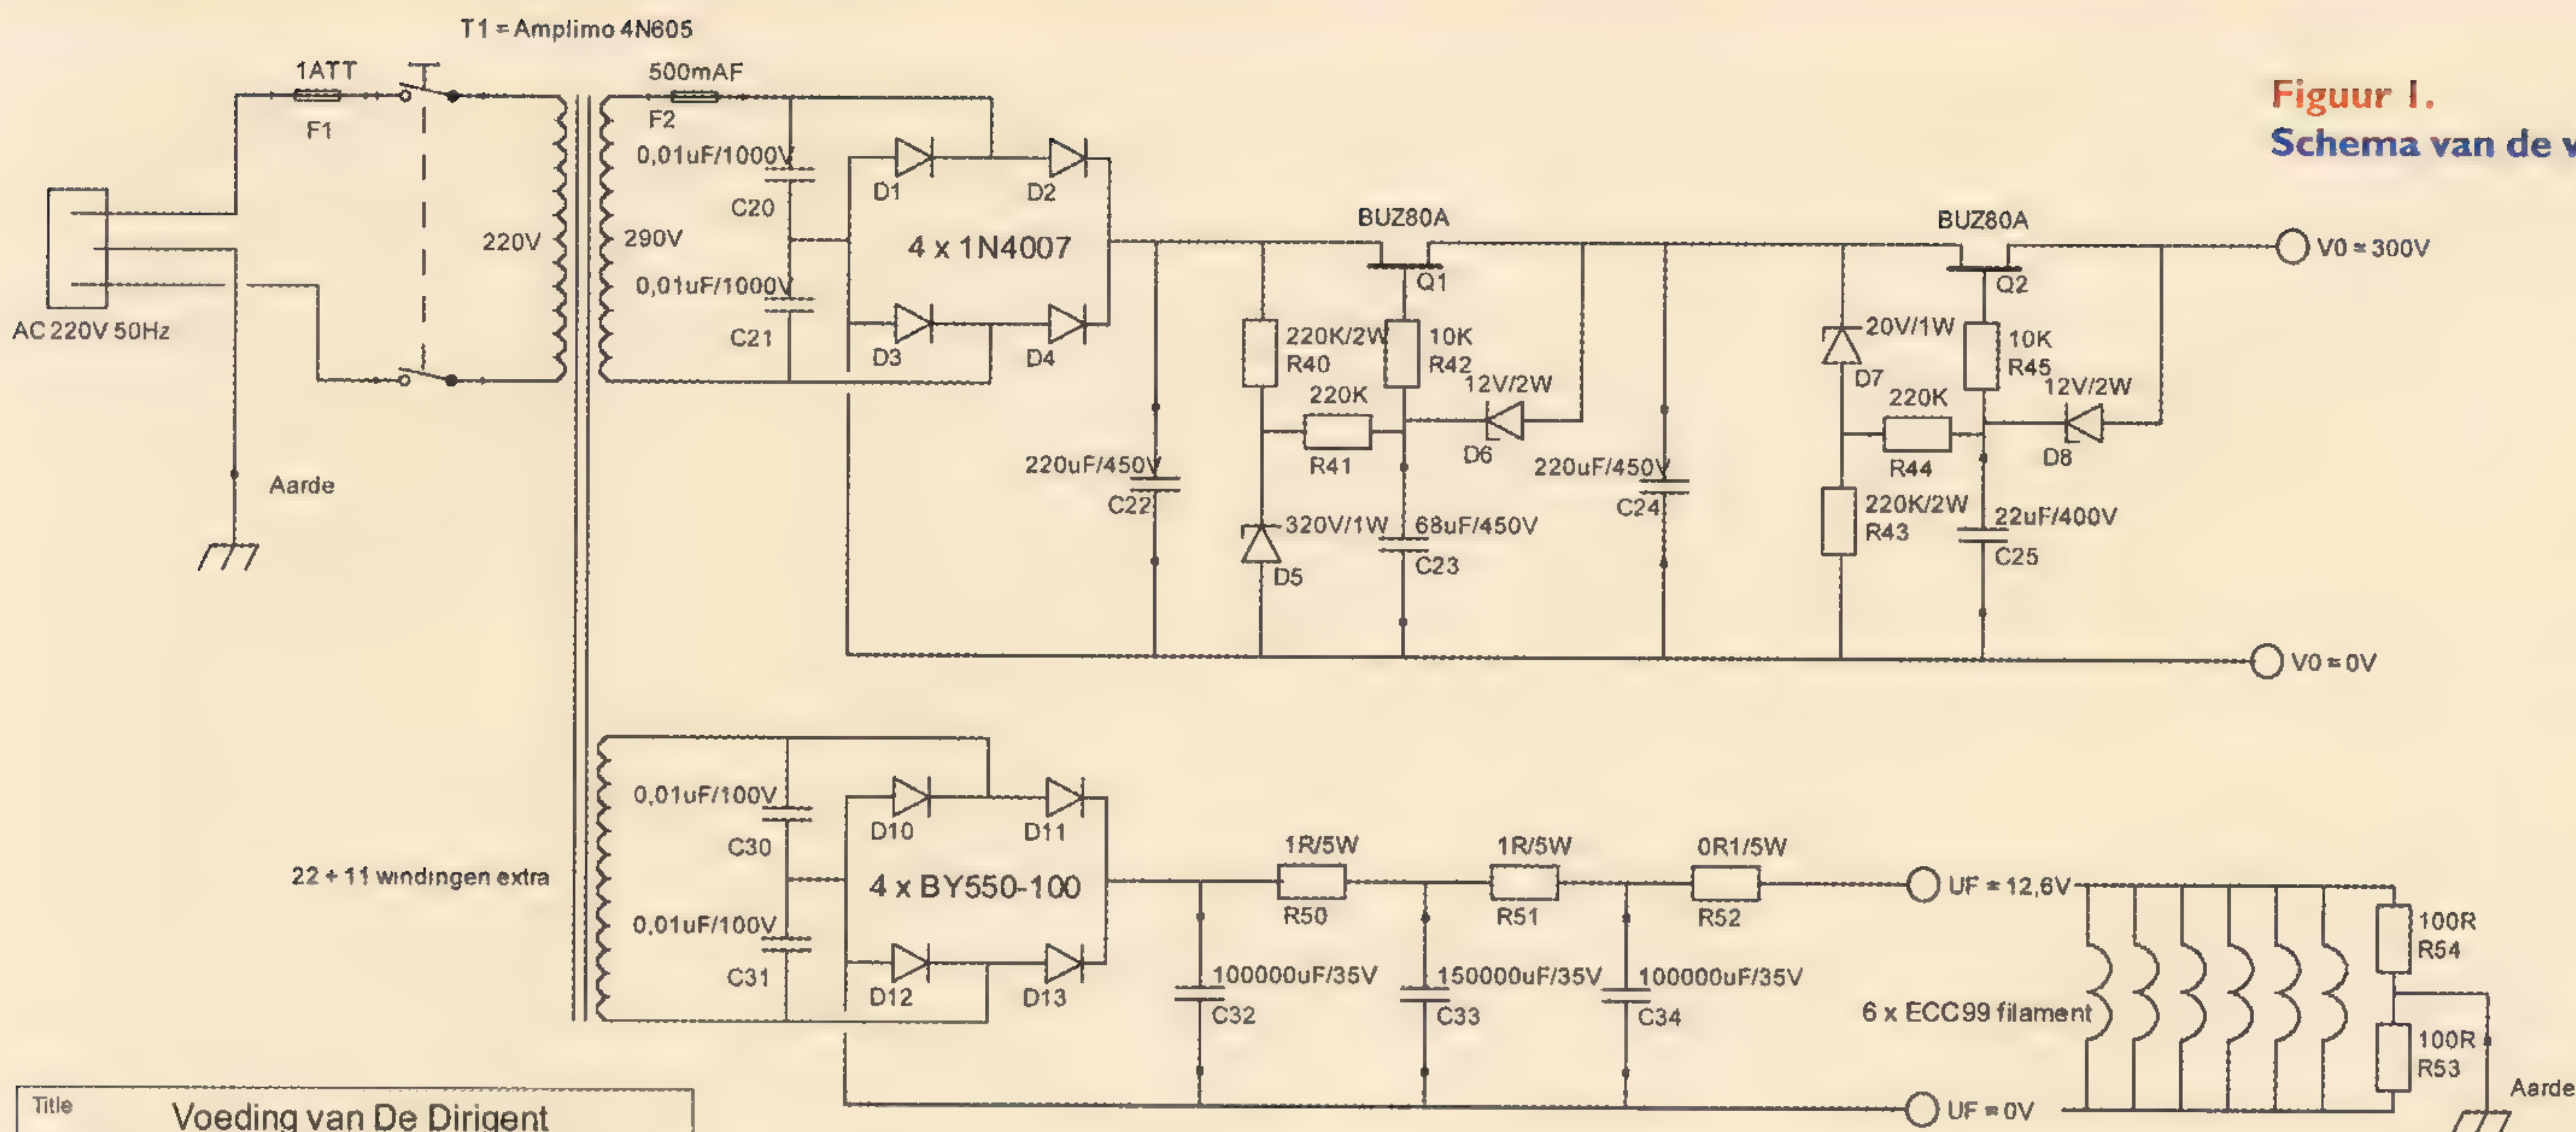 T1 = Amplimo 4N605
1ATT
F1
500mAF
F2
Figuur 1.
Schema van de v
0,01uF/1000V
C20
D1
D2
4 x 1N4007
220V
290V
0,01uF/1000V
C21
D3
D4
AC 220V 50Hz
Aarde
BUZ80A
Q1
BUZ80A
Q2
V0 = 300V
220K/2W
R40
10K
R42
220K
R41
12V/2W
D6
20V/1W
D7
10K
R45
12V/2W
D8
220K
R44
220uF/450V
C22
320V/1W
D5
68uF/450V
C23
220uF/450V
C24
220K/2W
R43
22uF/400V
C25
V0 = 0V
0,01uF/100V
C30
D10
D11
22 + 11 windingen extra
4 x BY550-100
0,01uF/100V
C31
D12
D13
1R/5W
R50
1R/5W
R51
0R1/5W
R52
UF = 12,6V
100000uF/35V
C32
150000uF/35V
C33
100000uF/35V
C34
6 x ECC99 filament
100R
R54
100R
R53
Aarde
UF = 0V
Title
Voeding van De Dirigent